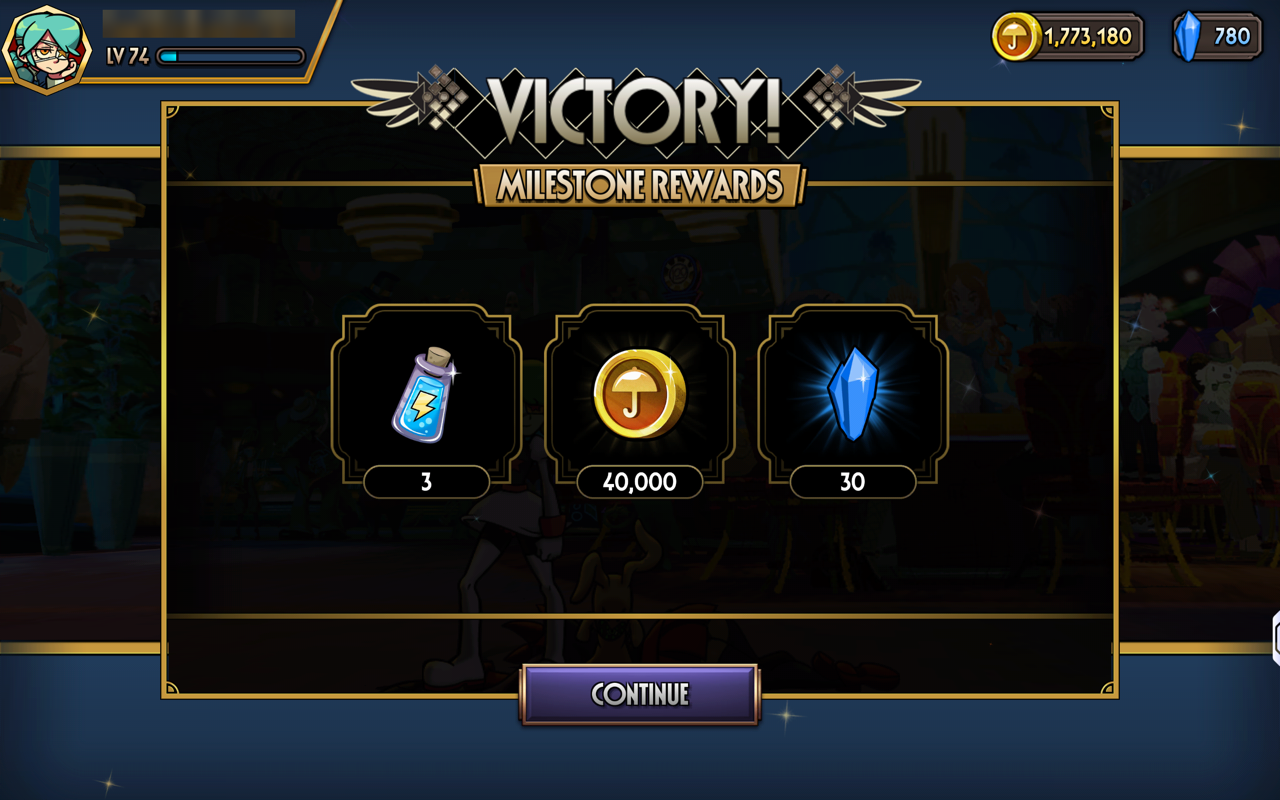 LV 74
1,773,180
780
VICTORY!
MILESTONE REWARDS
3
40,000
30
CONTINUE